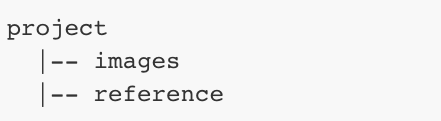 project
  |-- images
  |-- reference